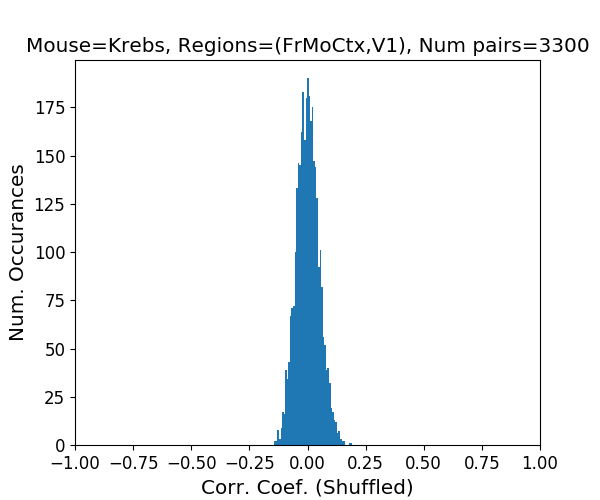 Mouse=Krebs, Regions=(FrMoCtx,V1), Num pairs=3300
175
150
125
100
75
50
25
0
Num. Occurances
−1.00 −0.75 −0.50 −0.25 0.00 0.25 0.50 0.75 1.00
Corr. Coef. (Shuffled)